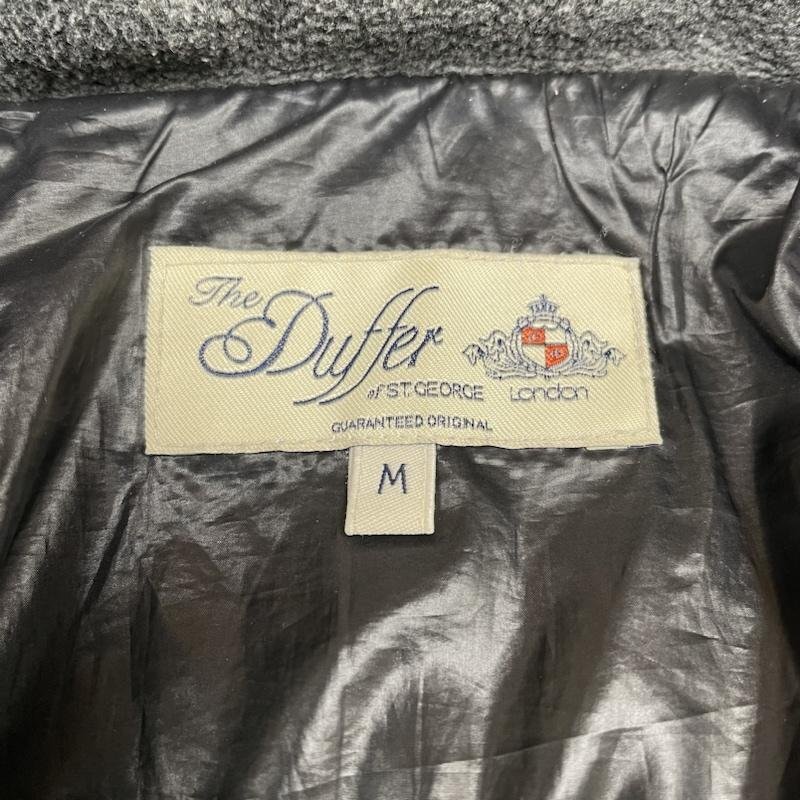 The Duffer
of ST. GEORGE
London
GUARANTEED ORIGINAL
M